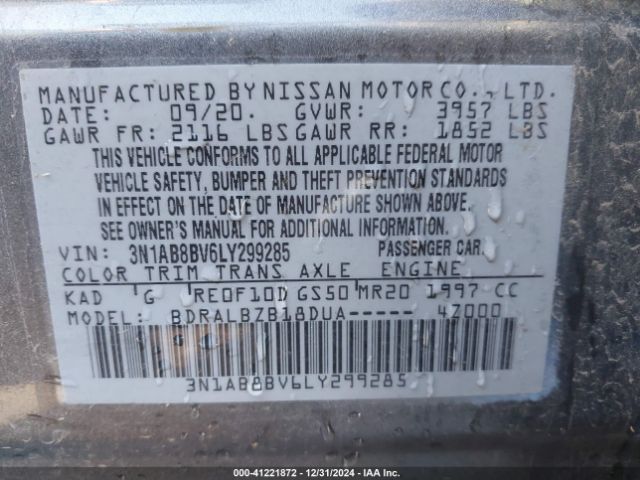 MANUFACTURED BY NISSAN MOTOR CO., LTD.
DATE: 09/20. GVWR: 3957 LBS
GAWR FR: 2116 LBS GAWR RR: 1852 LBS
THIS VEHICLE CONFORMS TO ALL APPLICABLE FEDERAL MOTOR
VEHICLE SAFETY, BUMPER AND THEFT PREVENTION STANDARDS
IN EFFECT ON THE DATE OF MANUFACTURE SHOWN ABOVE.
SEE OWNER'S MANUAL FOR ADDITIONAL INFORMATION.
VIN: 3N1AB8BV6LY299285 PASSENGER CAR.
COLOR TRIM TRANS AXLE ENGINE
KAD G RE0F10D GS50 MR20 1997 CC
BDRALBZB18DUA----- 4Z000
3N1AB8BV6LY299285
000-41221872 - 12/31/2024 - IAA Inc.